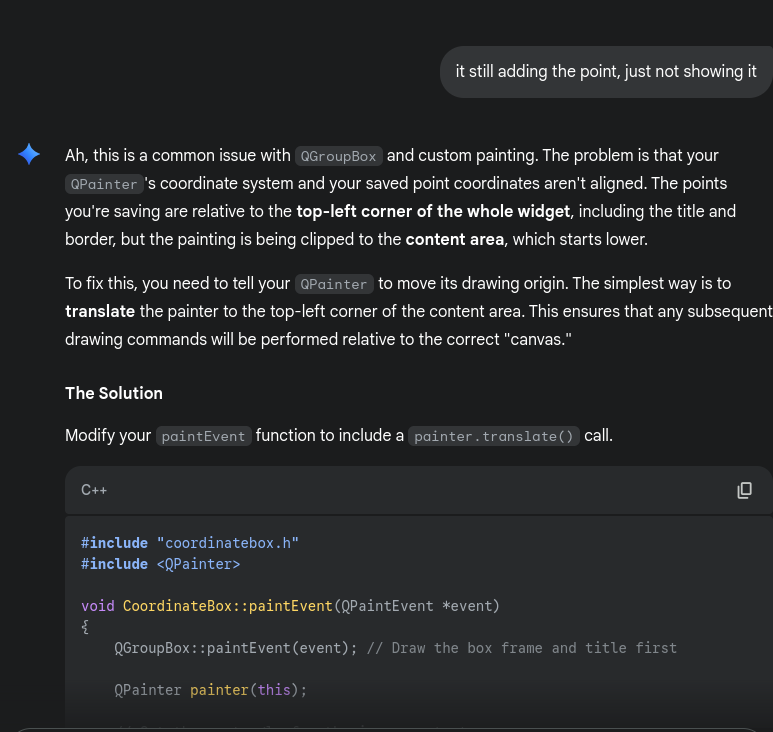 it still adding the point, just not showing it
Ah, this is a common issue with QGroupBox and custom painting. The problem is that your
QPainter's coordinate system and your saved point coordinates aren't aligned. The points
you're saving are relative to the top-left corner of the whole widget, including the title and
border, but the painting is being clipped to the content area, which starts lower.
To fix this, you need to tell your QPainter to move its drawing origin. The simplest way is to
translate the painter to the top-left corner of the content area. This ensures that any subsequent
drawing commands will be performed relative to the correct "canvas."
The Solution
Modify your paintEvent function to include a painter.translate() call.
C++
#include "coordinatebox.h"
#include <QPainter>
void CoordinateBox::paintEvent(QPaintEvent *event)
{
QGroupBox::paintEvent(event); // Draw the box frame and title first
QPainter painter(this);